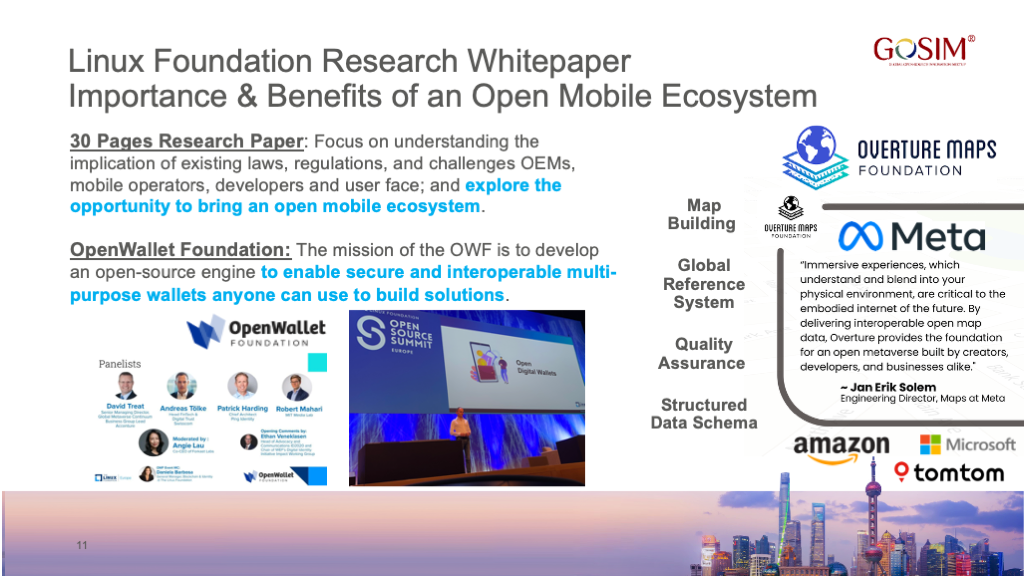 Linux Foundation Research Whitepaper
Importance & Benefits of an Open Mobile Ecosystem
GOSIM®
30 Pages Research Paper: Focus on understanding the
implication of existing laws, regulations, and challenges OEMs,
mobile operators, developers and user face; and explore the
opportunity to bring an open mobile ecosystem.
OpenWallet Foundation: The mission of the OWF is to develop
an open-source engine to enable secure and interoperable multi-
purpose wallets anyone can use to build solutions.
OpenWallet
FOUNDATION
Panelists
David Treat
Andreas Tölke
Patrick Harding
Robert Mahari
MIT Media Lab
Moderated by:
Angie Lau
Opening Comments by:
Ethan Veneklasen
Daniela Barbosa
OpenWallet
FOUNDATION
LINUX FOUNDATION
OPEN
SOURCE
SUMMIT
EUROPE
Open
Digital Wallets
Map
Building
Global
Reference
System
Quality
Assurance
Structured
Data Schema
OVERTURE MAPS
FOUNDATION
OVERTURE MAPS
FOUNDATION
Meta
“Immersive experiences, which
understand and blend into your
physical environment, are critical to the
embodied internet of the future. By
delivering interoperable open map
data, Overture provides the foundation
for an open metaverse built by creators,
developers, and businesses alike."
~ Jan Erik Solem
Engineering Director, Maps at Meta
amazon
Microsoft
tomtom
11